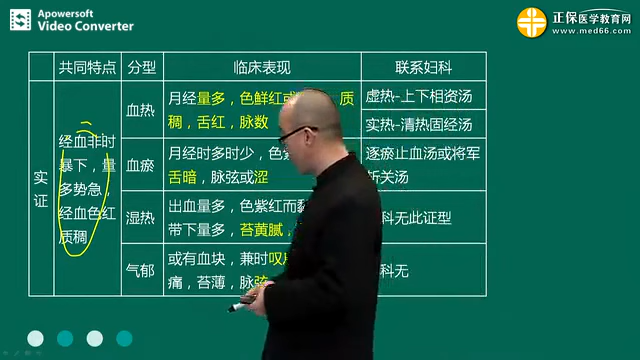 Apowersoft
Video Converter
正保医学教育网
www.med66.com
共同特点 分型 临床表现 联系妇科
实证
经血非时
暴下，量
多势急，
经血色红
质稠
血热
月经量多，色鲜红或
质
稠，舌红，脉数
虚热-上下相资汤
实热-清热固经汤
血瘀
月经时多时少，色
舌暗，脉弦或涩
逐瘀止血汤或将军
关汤
湿热
出血量多，色紫红而
带下量多，苔黄腻，
科无此证型
气郁
或有血块，兼时叹
痛，苔薄，脉弦
科无